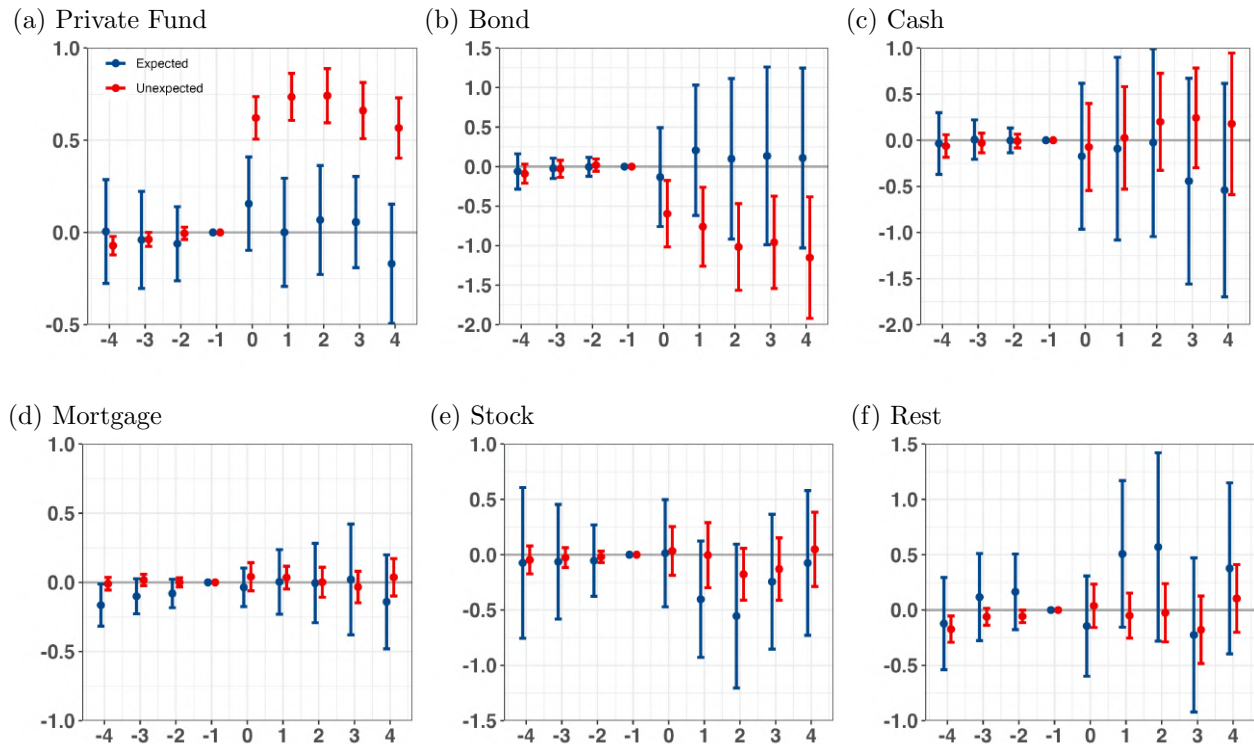 (a) Private Fund
1.0
0.5
0.0
-0.5
Expected
Unexpected
-4 -3 -2 -1 0 1 2 3 4
(b) Bond
1.5
1.0
0.5
0.0
-0.5
-1.0
-1.5
-2.0
-4 -3 -2 -1 0 1 2 3 4
(c) Cash
1.0
0.5
0.0
-0.5
-1.0
-1.5
-2.0
-4 -3 -2 -1 0 1 2 3 4
(d) Mortgage
1.0
0.5
0.0
-0.5
-1.0
-4 -3 -2 -1 0 1 2 3 4
(e) Stock
1.0
0.5
0.0
-0.5
-1.0
-1.5
-4 -3 -2 -1 0 1 2 3 4
(f) Rest
1.5
1.0
0.5
0.0
-0.5
-1.0
-4 -3 -2 -1 0 1 2 3 4